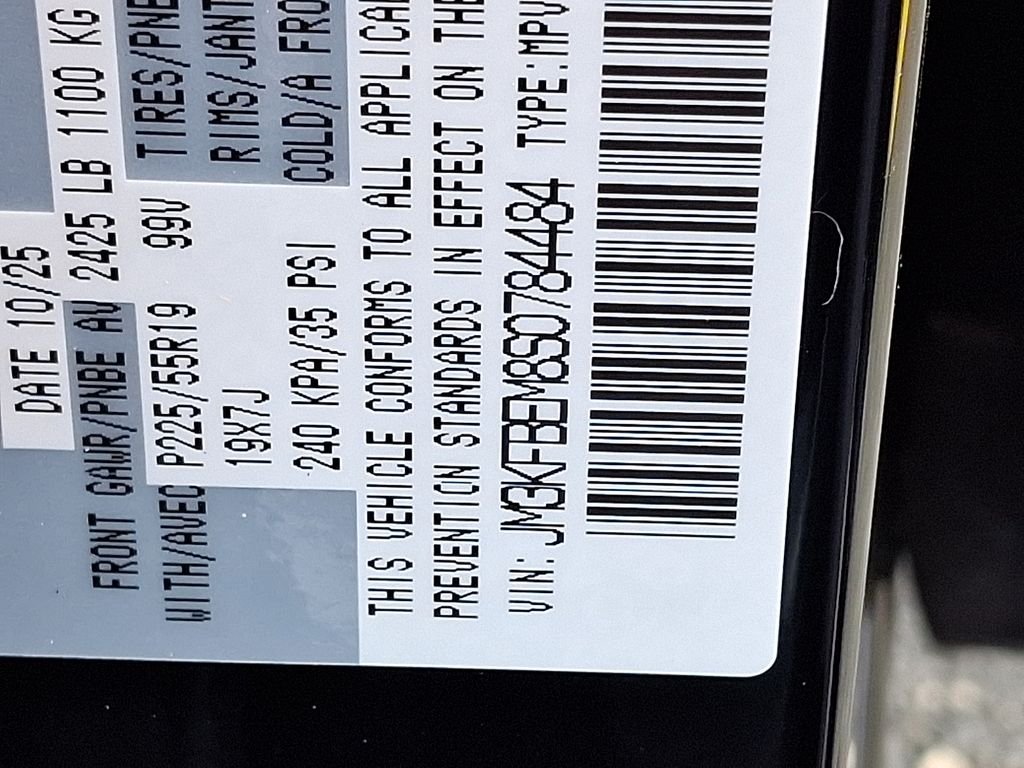 DATE 10/25
FRONT GAWR/PNBE AV 2425 LB 1100 KG
WITH/AVEC P225/55R19 99V TIRES/PNE
19X7J RIMS/JANT
240 KPA/35 PSI COLD/A FRO
THIS VEHICLE CONFORMS TO ALL APPLICA
PREVENTION STANDARDS IN EFFECT ON THE
VIN: JM3KFBEM8S0784484 TYPE:MPV